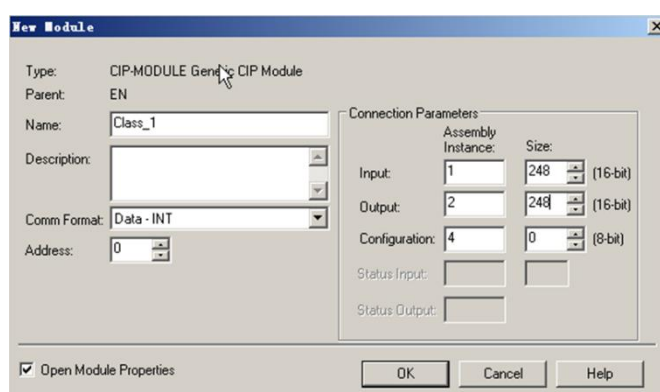 New Module
Type: CIP-MODULE Generic CIP Module
Parent: EN
Name: Class_1
Description:
Comm Format: Data - INT
Address: 0
Connection Parameters
Assembly
Instance: Size:
Input: 1 248 (16-bit)
Output: 2 248 (16-bit)
Configuration: 4 0 (8-bit)
Status Input:
Status Output:
Open Module Properties
OK Cancel Help